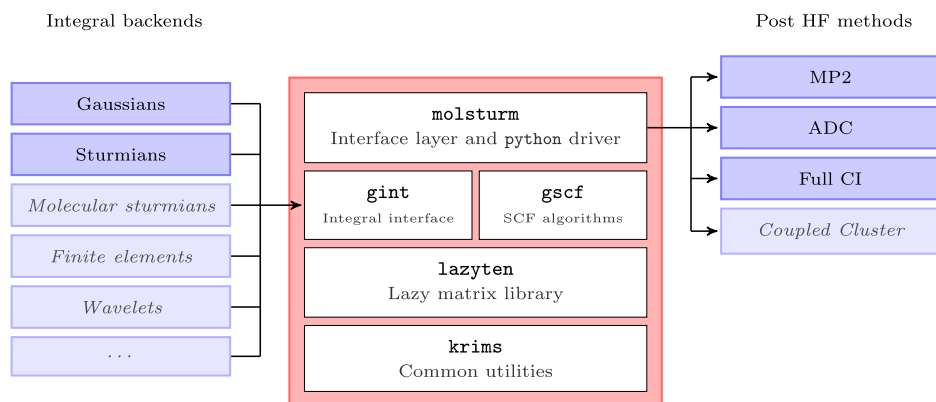 Integral backends
Gaussians
Sturmians
Molecular sturmians
Finite elements
Wavelets
...
molsturm
Interface layer and python driver
gint
Integral interface
gscf
SCF algorithms
lazyten
Lazy matrix library
krims
Common utilities
Post HF methods
MP2
ADC
Full CI
Coupled Cluster